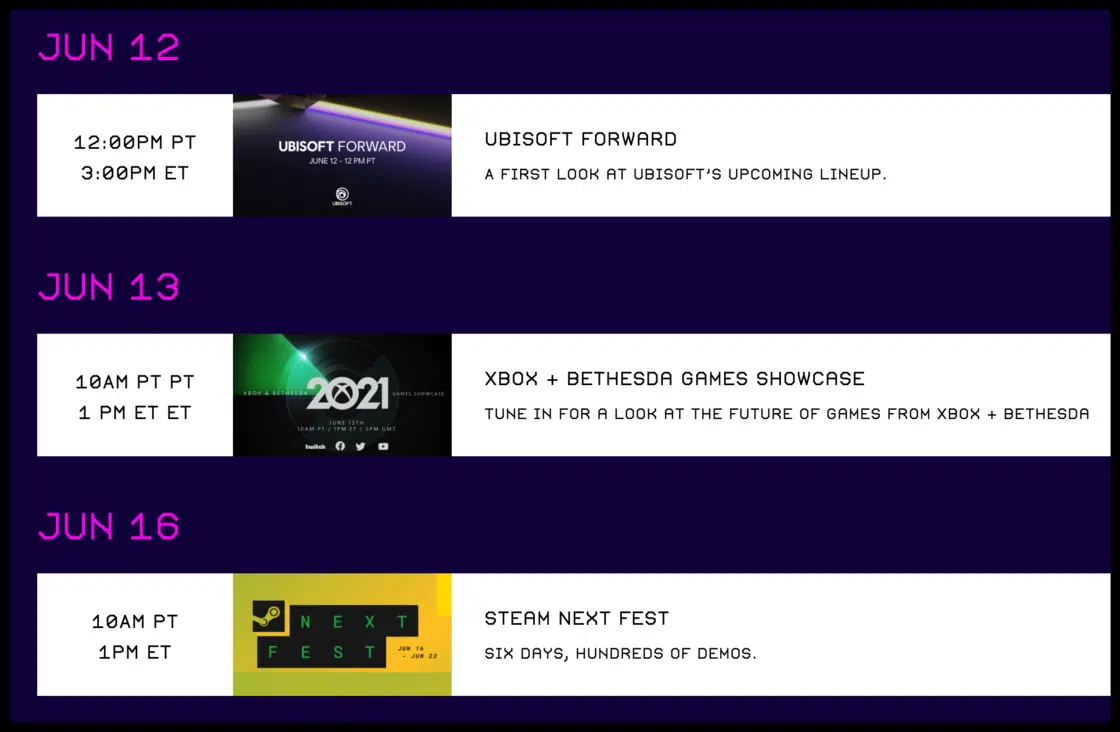 JUN 12
12:00PM PT
3:00PM ET
UBISOFT FORWARD
JUNE 12 - 12 PM PT
UBISOFT
UBISOFT FORWARD
A FIRST LOOK AT UBISOFT'S UPCOMING LINEUP.
JUN 13
10AM PT PT
1 PM ET ET
XBOX & BETHESDA 2021 GAMES SHOWCASE
JUNE 13TH
10AM PT / 1PM ET / 5PM GMT
twitch
XBOX + BETHESDA GAMES SHOWCASE
TUNE IN FOR A LOOK AT THE FUTURE OF GAMES FROM XBOX + BETHESDA
JUN 16
10AM PT
1PM ET
NEXT
FEST
JUN 16
- JUN 22
STEAM NEXT FEST
SIX DAYS, HUNDREDS OF DEMOS.